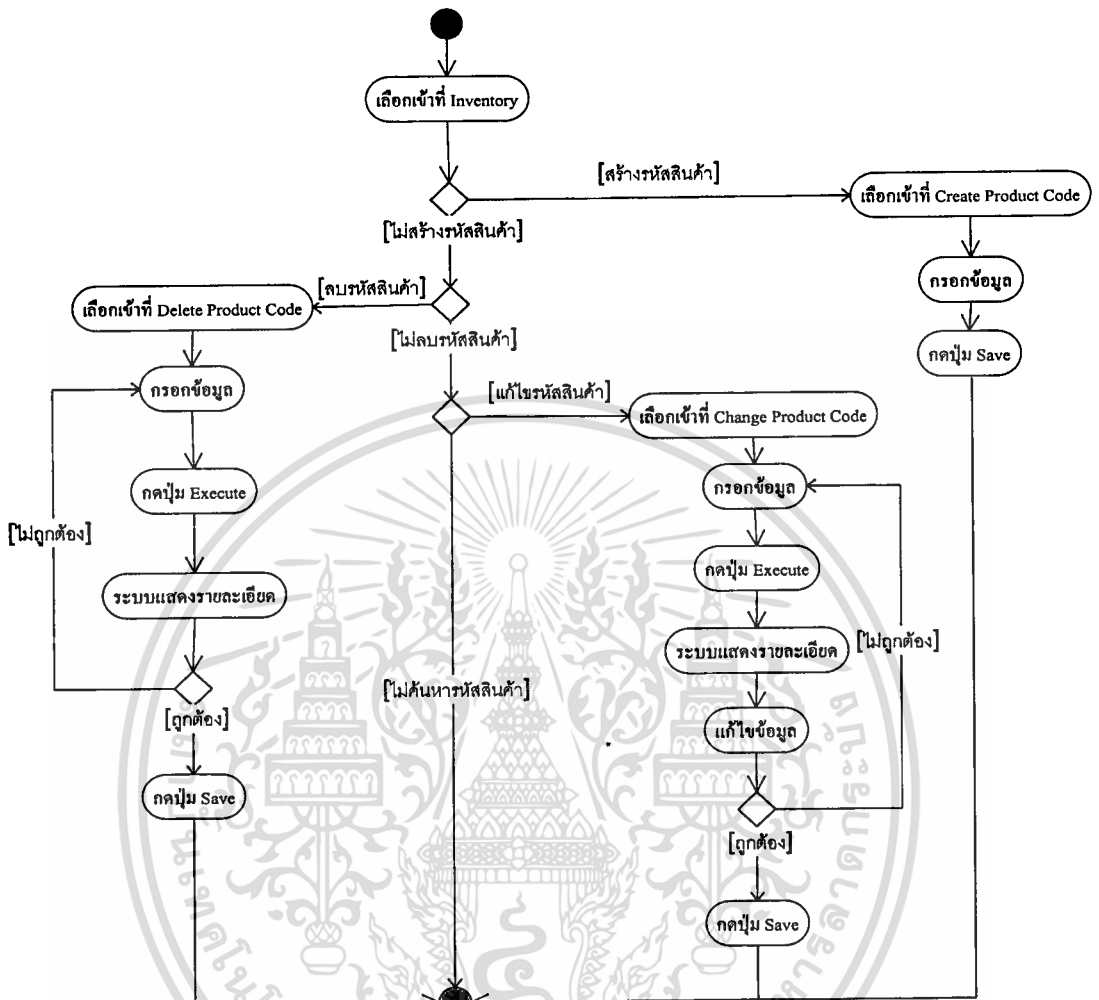 เลือกเข้าที่ Inventory
[สร้างรหัสสินค้า]
เลือกเข้าที่ Create Product Code
[ไม่สร้างรหัสสินค้า]
กรอกข้อมูล
[ลบรหัสสินค้า]
เลือกเข้าที่ Delete Product Code
[ไม่ลบรหัสสินค้า]
กดปุ่ม Save
กรอกข้อมูล
[แก้ไขรหัสสินค้า]
เลือกเข้าที่ Change Product Code
กรอกข้อมูล
กดปุ่ม Execute
[ไม่ถูกต้อง]
กดปุ่ม Execute
ระบบแสดงรายละเอียด
ระบบแสดงรายละเอียด
[ไม่ถูกต้อง]
[ไม่ค้นหารหัสสินค้า]
[ถูกต้อง]
แก้ไขข้อมูล
กดปุ่ม Save
[ถูกต้อง]
กดปุ่ม Save